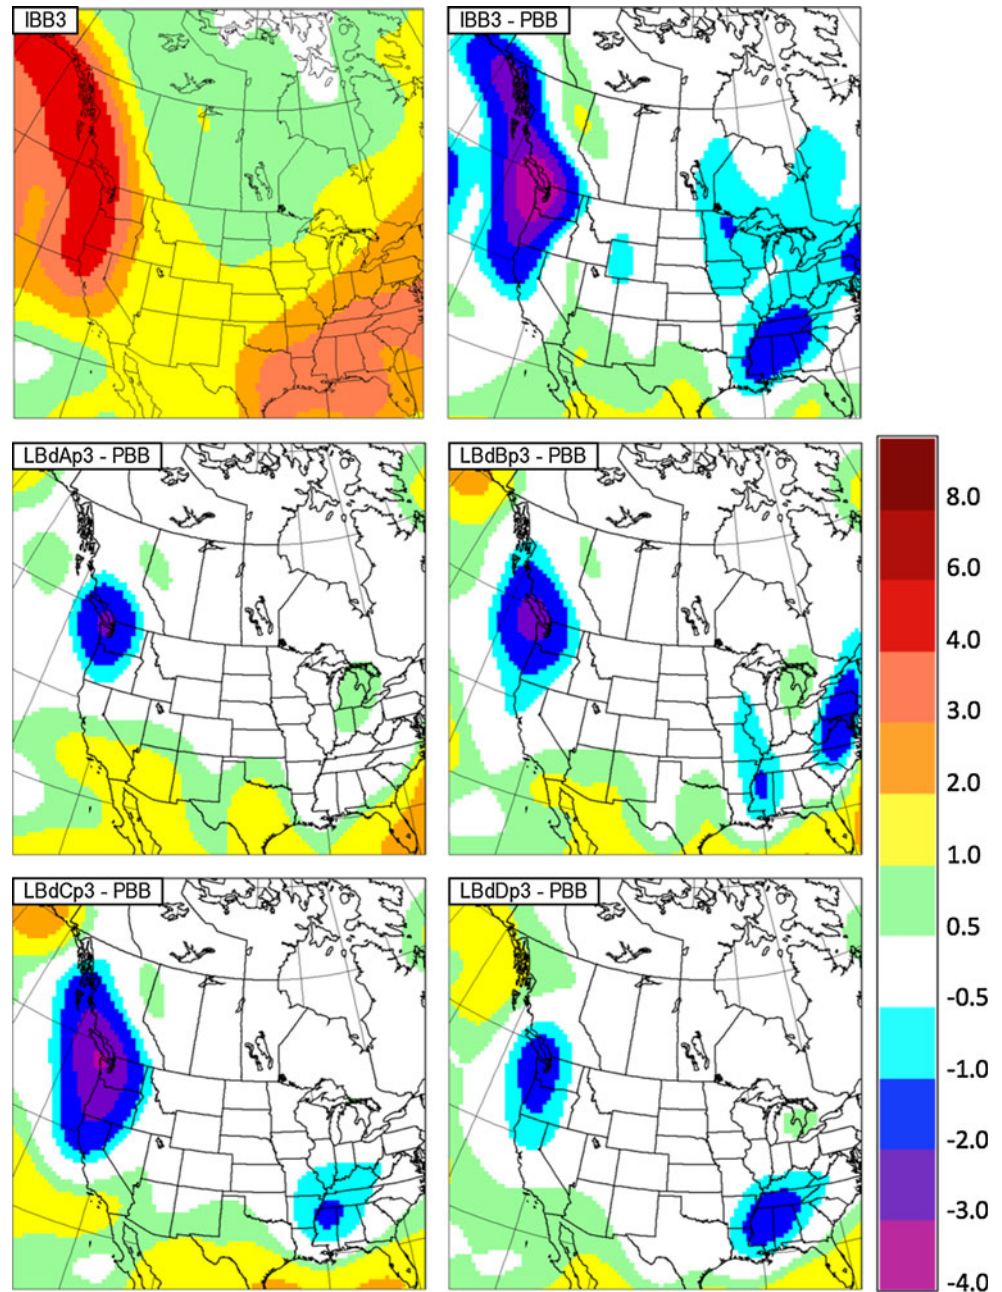 IBB3
IBB3 - PBB
LBdAp3 - PBB
LBdBp3 - PBB
LBdCp3 - PBB
LBdDp3 - PBB
8.0
6.0
4.0
3.0
2.0
1.0
0.5
-0.5
-1.0
-2.0
-3.0
-4.0